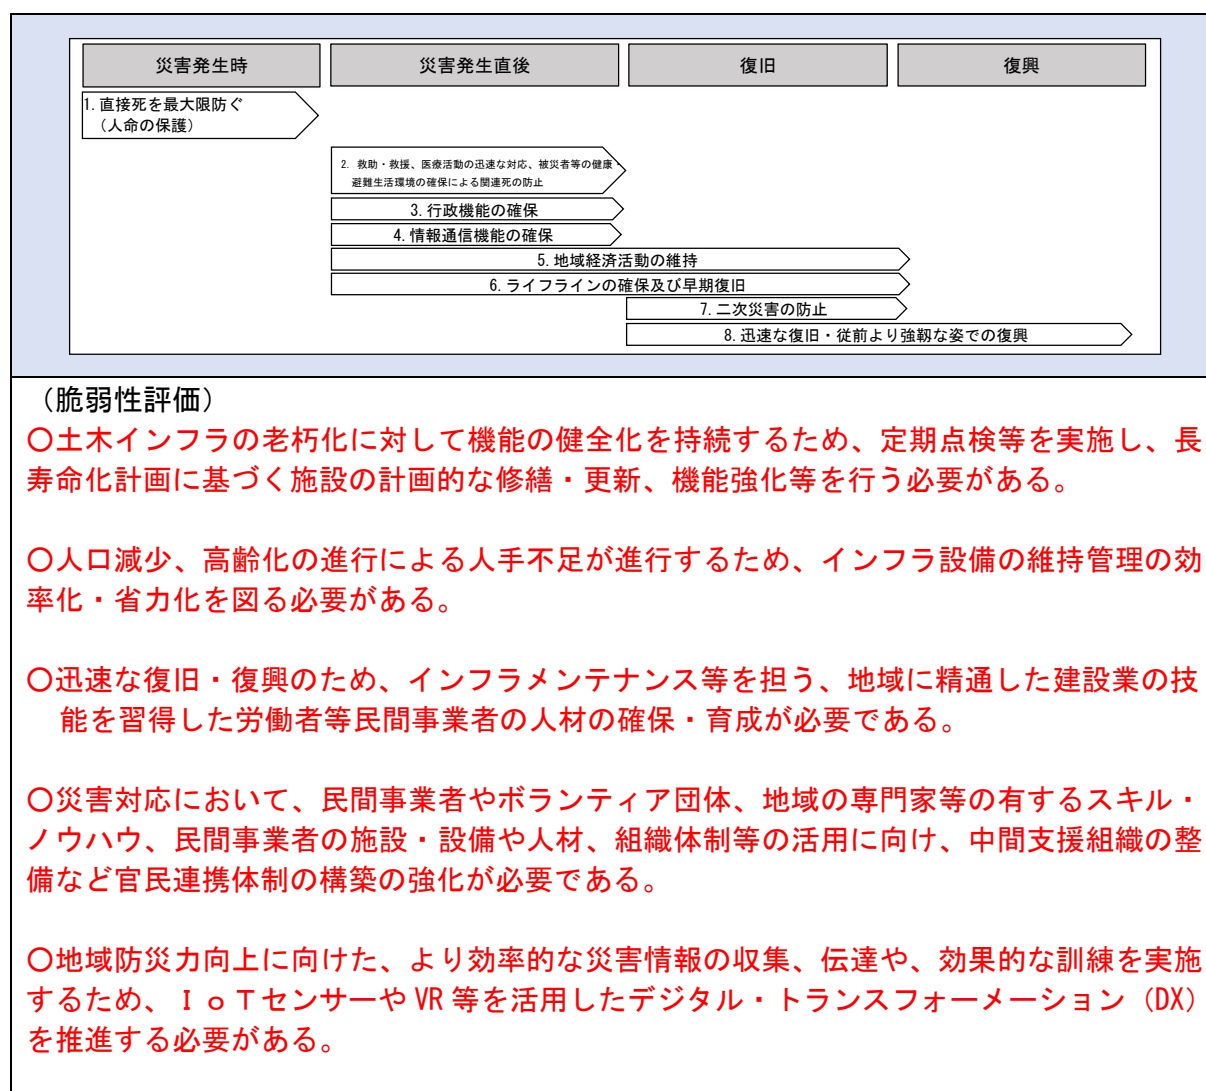 災害発生時
災害発生直後
復旧
復興
1.直接死を最大限防ぐ
（人命の保護）
2. 救助・救援、医療活動の迅速な対応、被災者等の健康・
避難生活環境の確保による関連死の防止
3.行政機能の確保
4.情報通信機能の確保
5.地域経済活動の維持
6.ライフラインの確保及び早期復旧
7.二次災害の防止
8.迅速な復旧・従前より強靱な姿での復興
（脆弱性評価）
〇土木インフラの老朽化に対して機能の健全化を持続するため、定期点検等を実施し、長
寿命化計画に基づく施設の計画的な修繕・更新、機能強化等を行う必要がある。
〇人口減少、高齢化の進行による人手不足が進行するため、インフラ設備の維持管理の効
率化・省力化を図る必要がある。
〇迅速な復旧・復興のため、インフラメンテナンス等を担う、地域に精通した建設業の技
能を習得した労働者等民間事業者の人材の確保・育成が必要である。
〇災害対応において、民間事業者やボランティア団体、地域の専門家等の有するスキル・
ノウハウ、民間事業者の施設・設備や人材、組織体制等の活用に向け、中間支援組織の整
備など官民連携体制の構築の強化が必要である。
〇地域防災力向上に向けた、より効率的な災害情報の収集、伝達や、効果的な訓練を実施
するため、ＩｏＴセンサーや VR 等を活用したデジタル・トランスフォーメーション（DX）
を推進する必要がある。